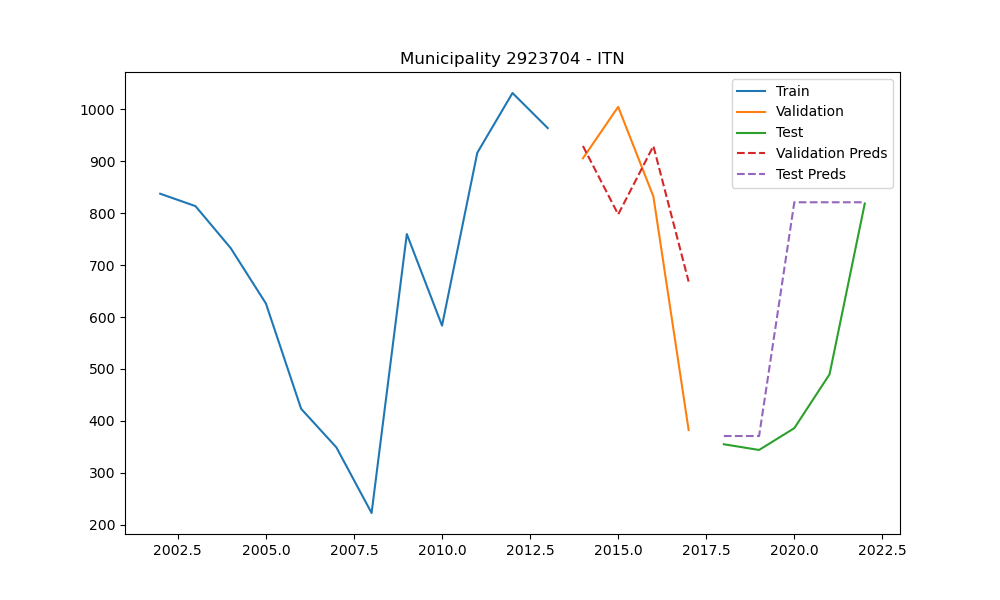 Municipality 2923704 - ITN
Train
Validation
Test
Validation Preds
Test Preds
1000
900
800
700
600
500
400
300
200
2002.5 2005.0 2007.5 2010.0 2012.5 2015.0 2017.5 2020.0 2022.5